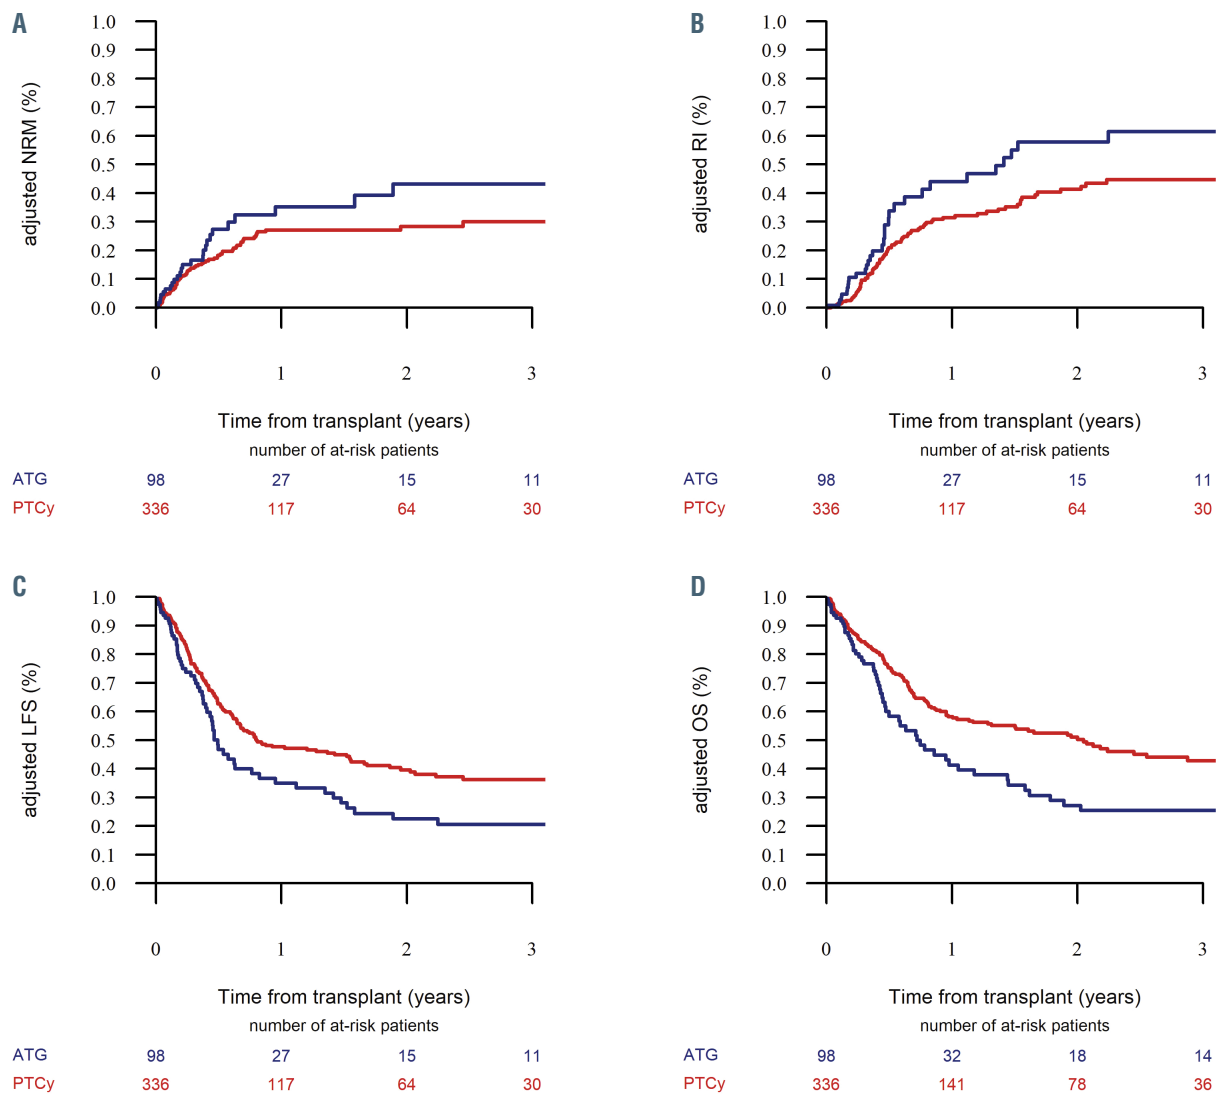 A
adjusted NRM (%)
1.0
0.9
0.8
0.7
0.6
0.5
0.4
0.3
0.2
0.1
0.0
0 1 2 3
Time from transplant (years)
number of at-risk patients
ATG 98 27 15 11
PTCy 336 117 64 30
B
adjusted RI (%)
1.0
0.9
0.8
0.7
0.6
0.5
0.4
0.3
0.2
0.1
0.0
0 1 2 3
Time from transplant (years)
number of at-risk patients
ATG 98 27 15 11
PTCy 336 117 64 30
C
adjusted LFS (%)
1.0
0.9
0.8
0.7
0.6
0.5
0.4
0.3
0.2
0.1
0.0
0 1 2 3
Time from transplant (years)
number of at-risk patients
ATG 98 27 15 11
PTCy 336 117 64 30
D
adjusted OS (%)
1.0
0.9
0.8
0.7
0.6
0.5
0.4
0.3
0.2
0.1
0.0
0 1 2 3
Time from transplant (years)
number of at-risk patients
ATG 98 32 18 14
PTCy 336 141 78 36